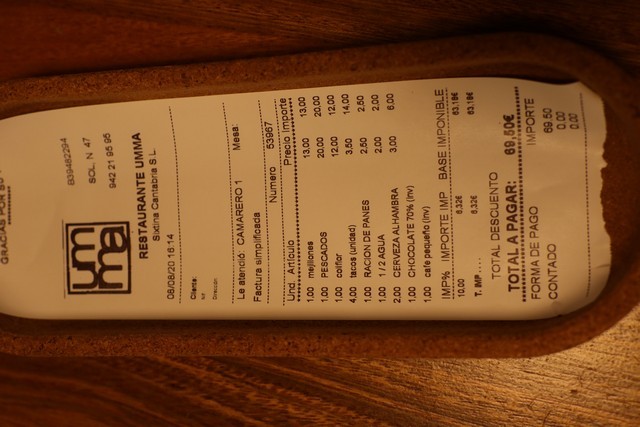 GRACIAS POR SU
umma
B39482294
SOL, N. 47
942 21 95 95
RESTAURANTE UMMA
Sixtina Cantabria S.L.
08/08/20 16:14
Cliente:
Le atendió: CAMARERO 1 Mesa:
Factura simplificada
Numero 53967
Und. Artículo Precio Importe
1,00 mejillones 13,00 13,00
1,00 PESCADOS 20,00 20,00
1,00 coliflor 12,00 12,00
4,00 tacos (unidad) 3,50 14,00
1,00 RACION DE PANES 2,50 2,50
1,00 1/2 AGUA 2,00 2,00
2,00 CERVEZA ALHAMBRA 3,00 6,00
1,00 CHOCOLATE 70% (inv)
1,00 cafe pequeño (inv)
IMP% IMPORTE IMP BASE IMPONIBLE
10,00 6,32€ 63,18€
T. IMP.... 6,32€ 63,18€
TOTAL DESCUENTO
TOTAL A PAGAR: 69,50€
FORMA DE PAGO IMPORTE
CONTADO 69.50
0.00
0.00